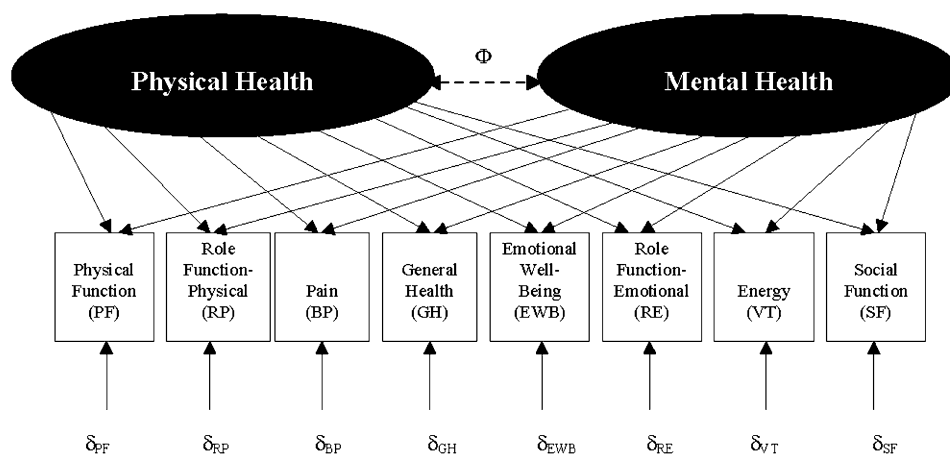 Φ
Physical Health
Mental Health
Physical
Function
(PF)
Role
Function-
Physical
(RP)
Pain
(BP)
General
Health
(GH)
Emotional
Well-
Being
(EWB)
Role
Function-
Emotional
(RE)
Energy
(VT)
Social
Function
(SF)
δPF
δRP
δBP
δGH
δEWB
δRE
δVT
δSF